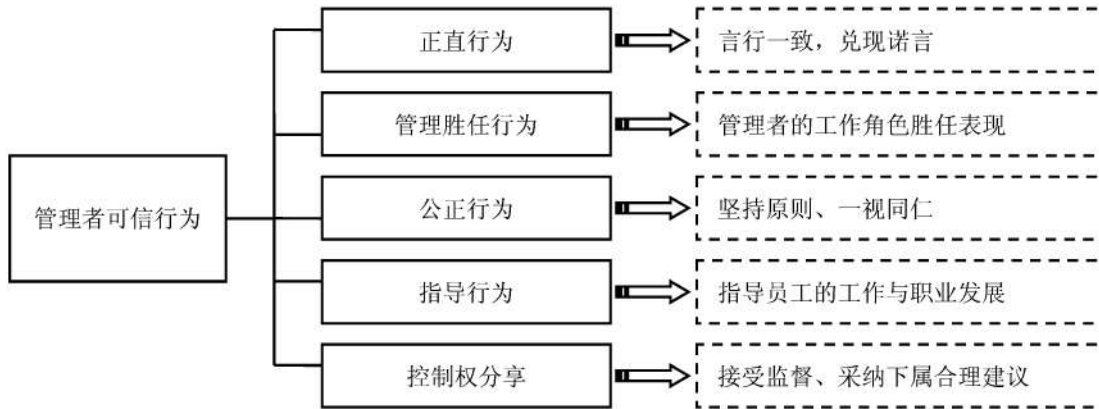 正直行为
言行一致，兑现诺言
管理胜任行为
管理者的工作角色胜任表现
管理者可信行为
公正行为
坚持原则、一视同仁
指导行为
指导员工的工作与职业发展
控制权分享
接受监督、采纳下属合理建议